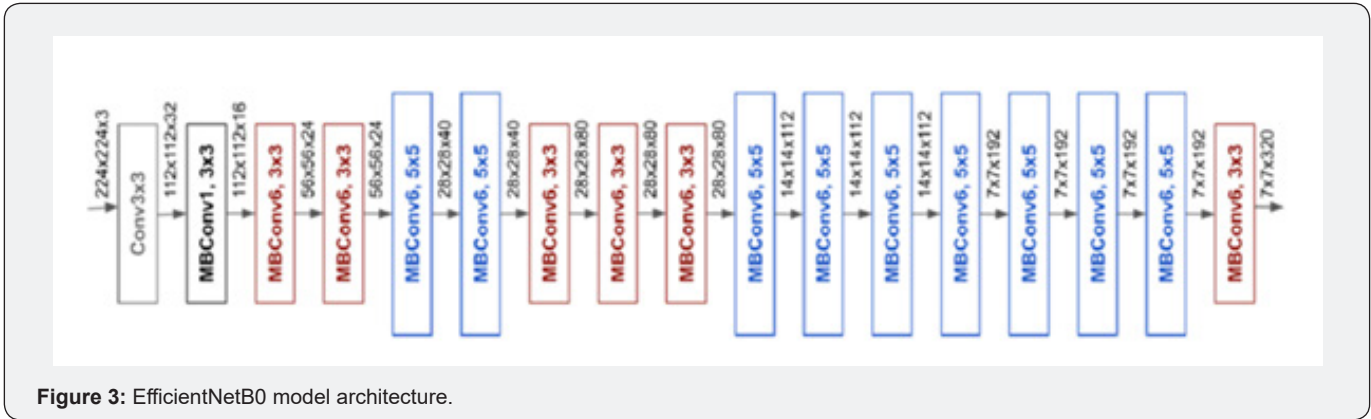 224x224x3
Conv3x3
112x112x32
MBConv1, 3x3
112x112x16
MBConv6, 3x3
56x56x24
MBConv6, 3x3
56x56x24
MBConv6, 5x5
28x28x40
MBConv6, 5x5
28x28x40
MBConv6, 3x3
28x28x80
MBConv6, 3x3
28x28x80
MBConv6, 3x3
28x28x80
MBConv6, 5x5
14x14x112
MBConv6, 5x5
14x14x112
MBConv6, 5x5
14x14x112
MBConv6, 5x5
7x7x192
MBConv6, 5x5
7x7x192
MBConv6, 5x5
7x7x192
MBConv6, 5x5
7x7x192
MBConv6, 3x3
7x7x320
Figure 3: EfficientNetB0 model architecture.